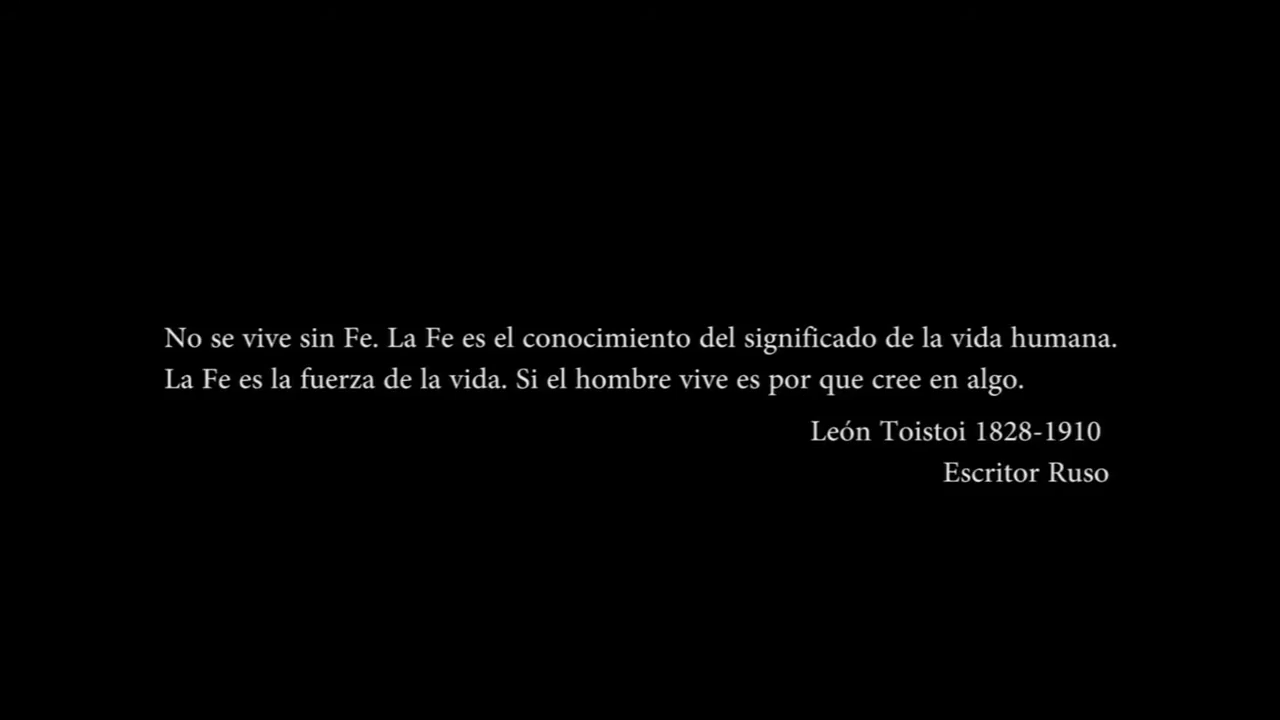 No se vive sin Fe. La Fe es el conocimiento del significado de la vida humana.
La Fe es la fuerza de la vida. Si el hombre vive es por que cree en algo.
León Toistoi 1828-1910
Escritor Ruso